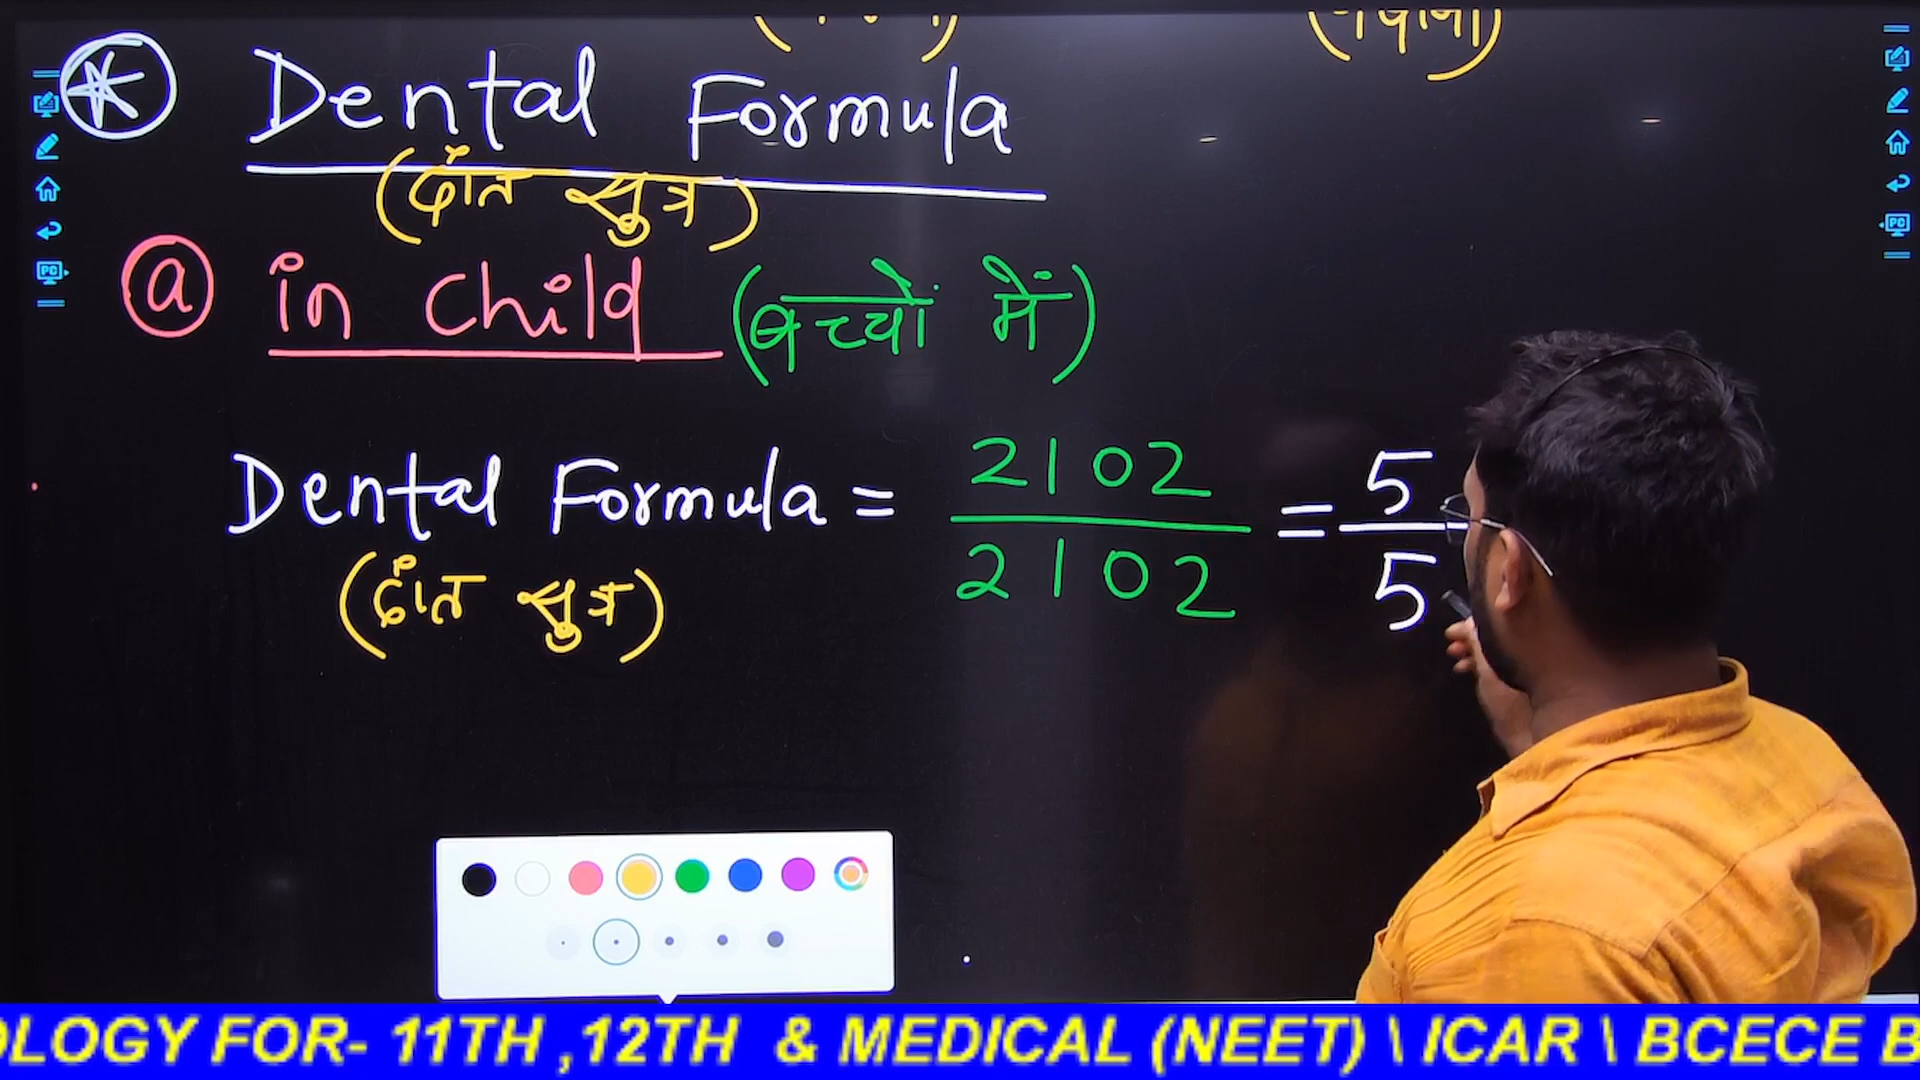 Dental Formula
(दाँत सुत्र)
ⓐ in child (बच्चों में)
Dental Formula = 2102 / 2102 = 5 / 5
(दाँत सुत्र)
OLOGY FOR- 11TH ,12TH & MEDICAL (NEET) \ ICAR \ BCECE B